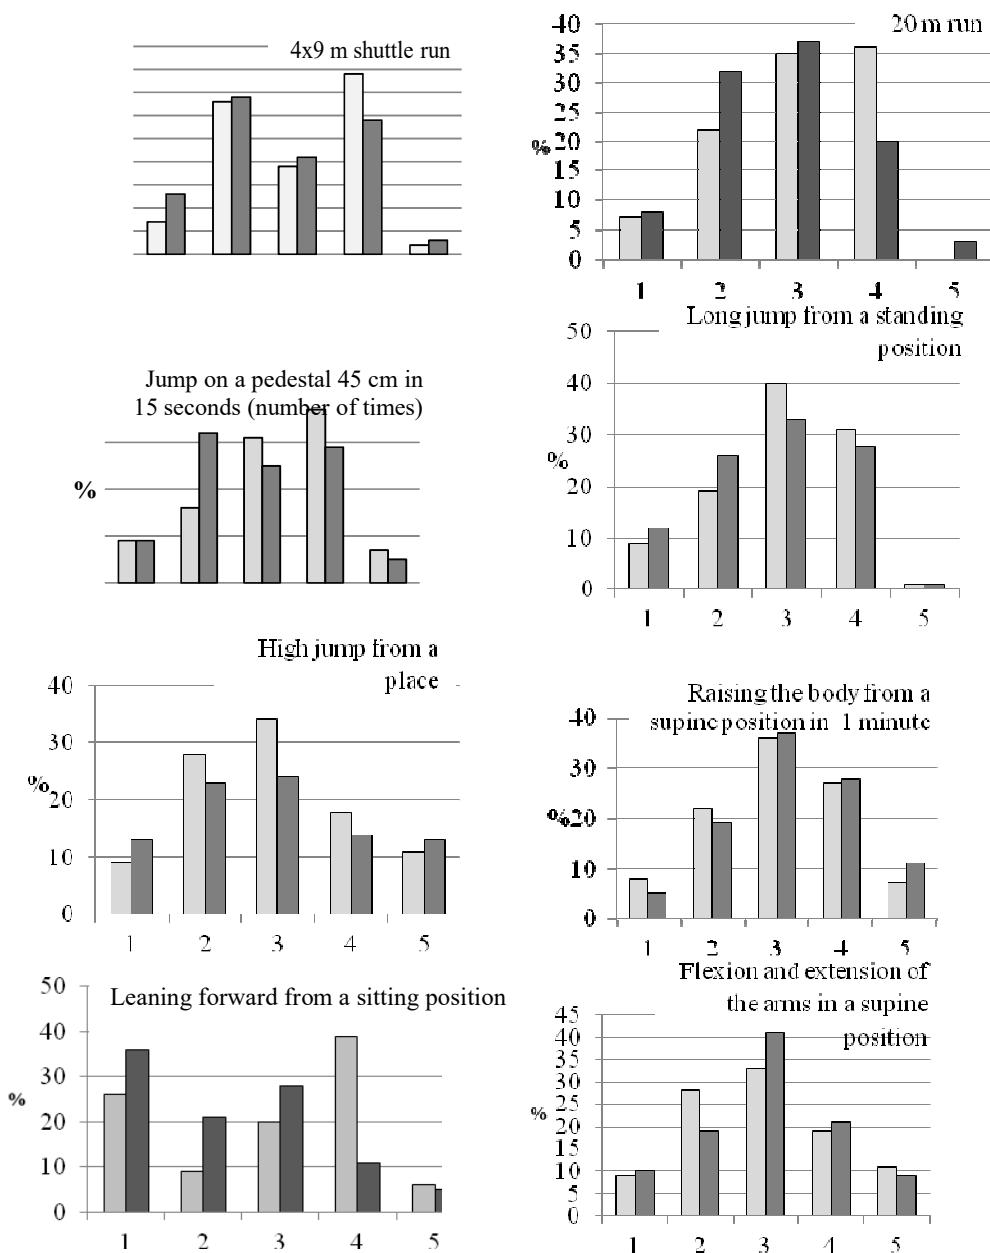 4x9 m shuttle run
20 m run
40
35
30
25
% 20
15
10
5
0
1 2 3 4 5
Jump on a pedestal 45 cm in
15 seconds (number of times)
%
Long jump from a standing
position
50
40
30
%
20
10
0
1 2 3 4 5
High jump from a
place
40
30
%
20
10
0
1 2 3 4 5
Raising the body from a
supine position in 1 minute
40
30
% 20
10
0
1 2 3 4 5
Leaning forward from a sitting position
50
40
30
%
20
10
0
1 2 3 4 5
Flexion and extension of
the arms in a supine
position
45
40
35
30
25
%
20
15
10
5
0
1 2 3 4 5